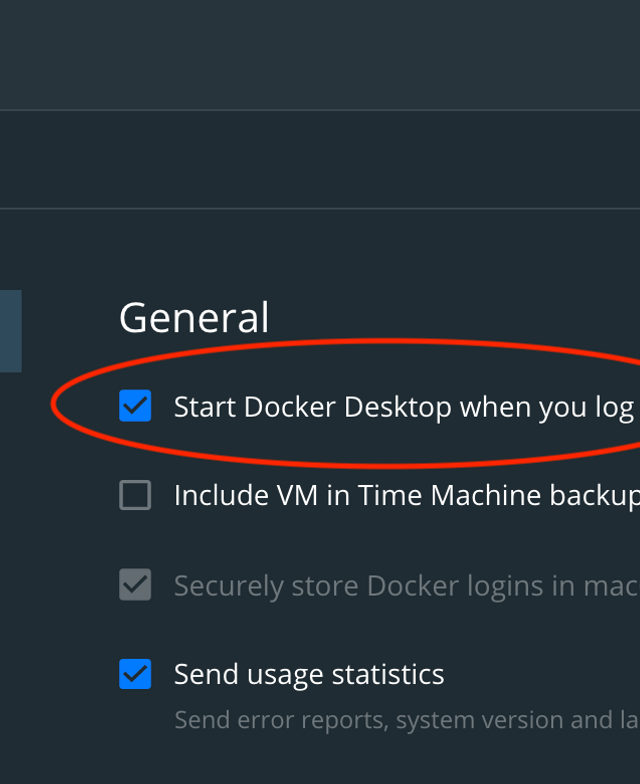 General
Start Docker Desktop when you log
Include VM in Time Machine backup
Securely store Docker logins in mac
Send usage statistics
Send error reports, system version and la